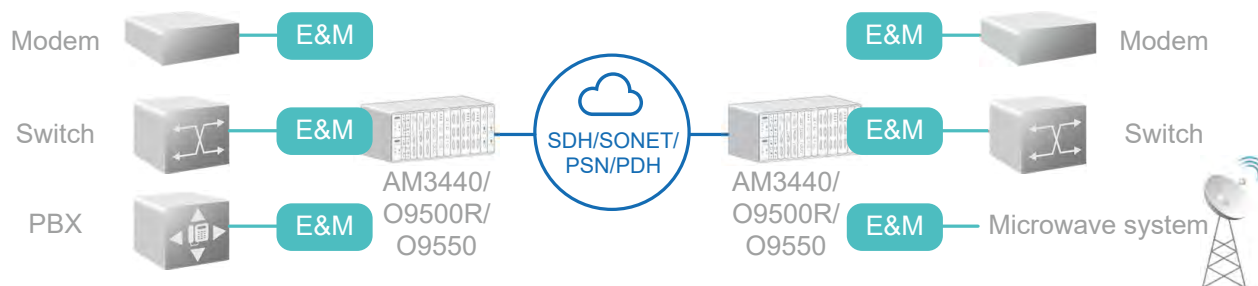 Modem
E&M
E&M
Modem
Switch
E&M
SDH/SONET/
PSN/PDH
E&M
Switch
AM3440/
O9500R/
O9550
AM3440/
O9500R/
O9550
PBX
E&M
E&M
Microwave system